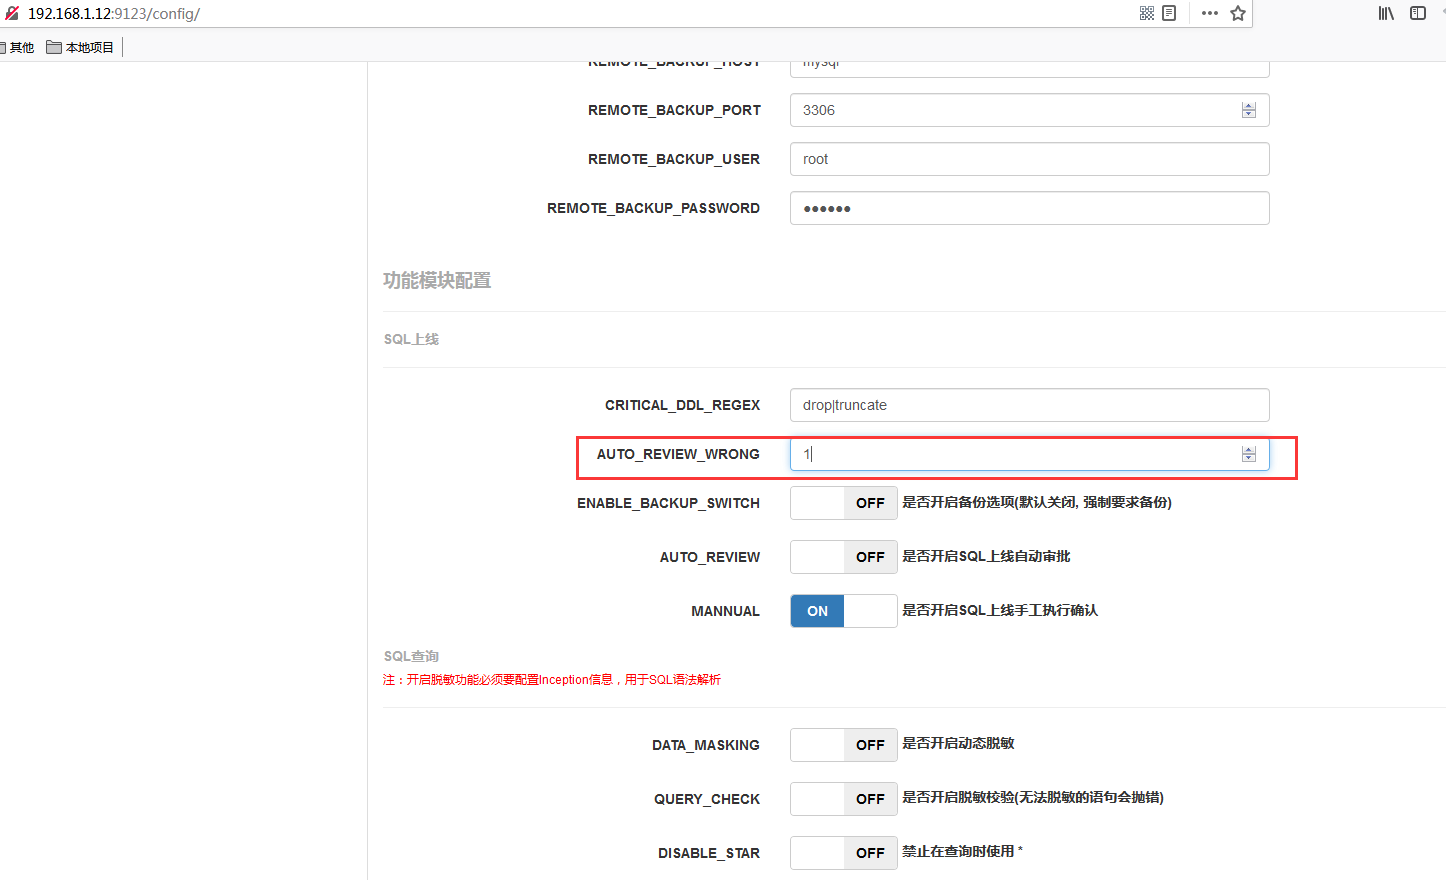 192.168.1.12:9123/config/
其他 本地项目
REMOTE_BACKUP_HOST mysql
REMOTE_BACKUP_PORT 3306
REMOTE_BACKUP_USER root
REMOTE_BACKUP_PASSWORD ●●●●●●
功能模块配置
SQL上线
CRITICAL_DDL_REGEX drop|truncate
AUTO_REVIEW_WRONG 1
ENABLE_BACKUP_SWITCH OFF 是否开启备份选项(默认关闭, 强制要求备份)
AUTO_REVIEW OFF 是否开启SQL上线自动审批
MANNUAL ON 是否开启SQL上线手工执行确认
SQL查询
注：开启脱敏功能必须要配置Inception信息，用于SQL语法解析
DATA_MASKING OFF 是否开启动态脱敏
QUERY_CHECK OFF 是否开启脱敏校验(无法脱敏的语句会抛错)
DISABLE_STAR OFF 禁止在查询时使用 *